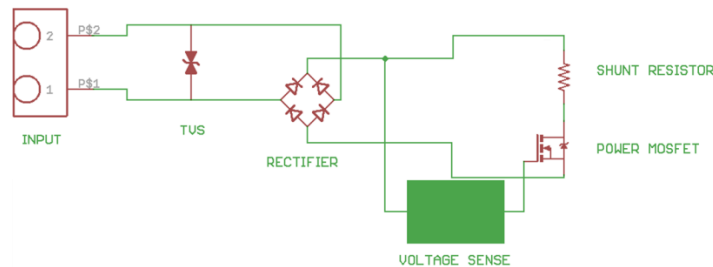 2 P$2
1 P$1
INPUT
TVS
RECTIFIER
SHUNT RESISTOR
POWER MOSFET
VOLTAGE SENSE